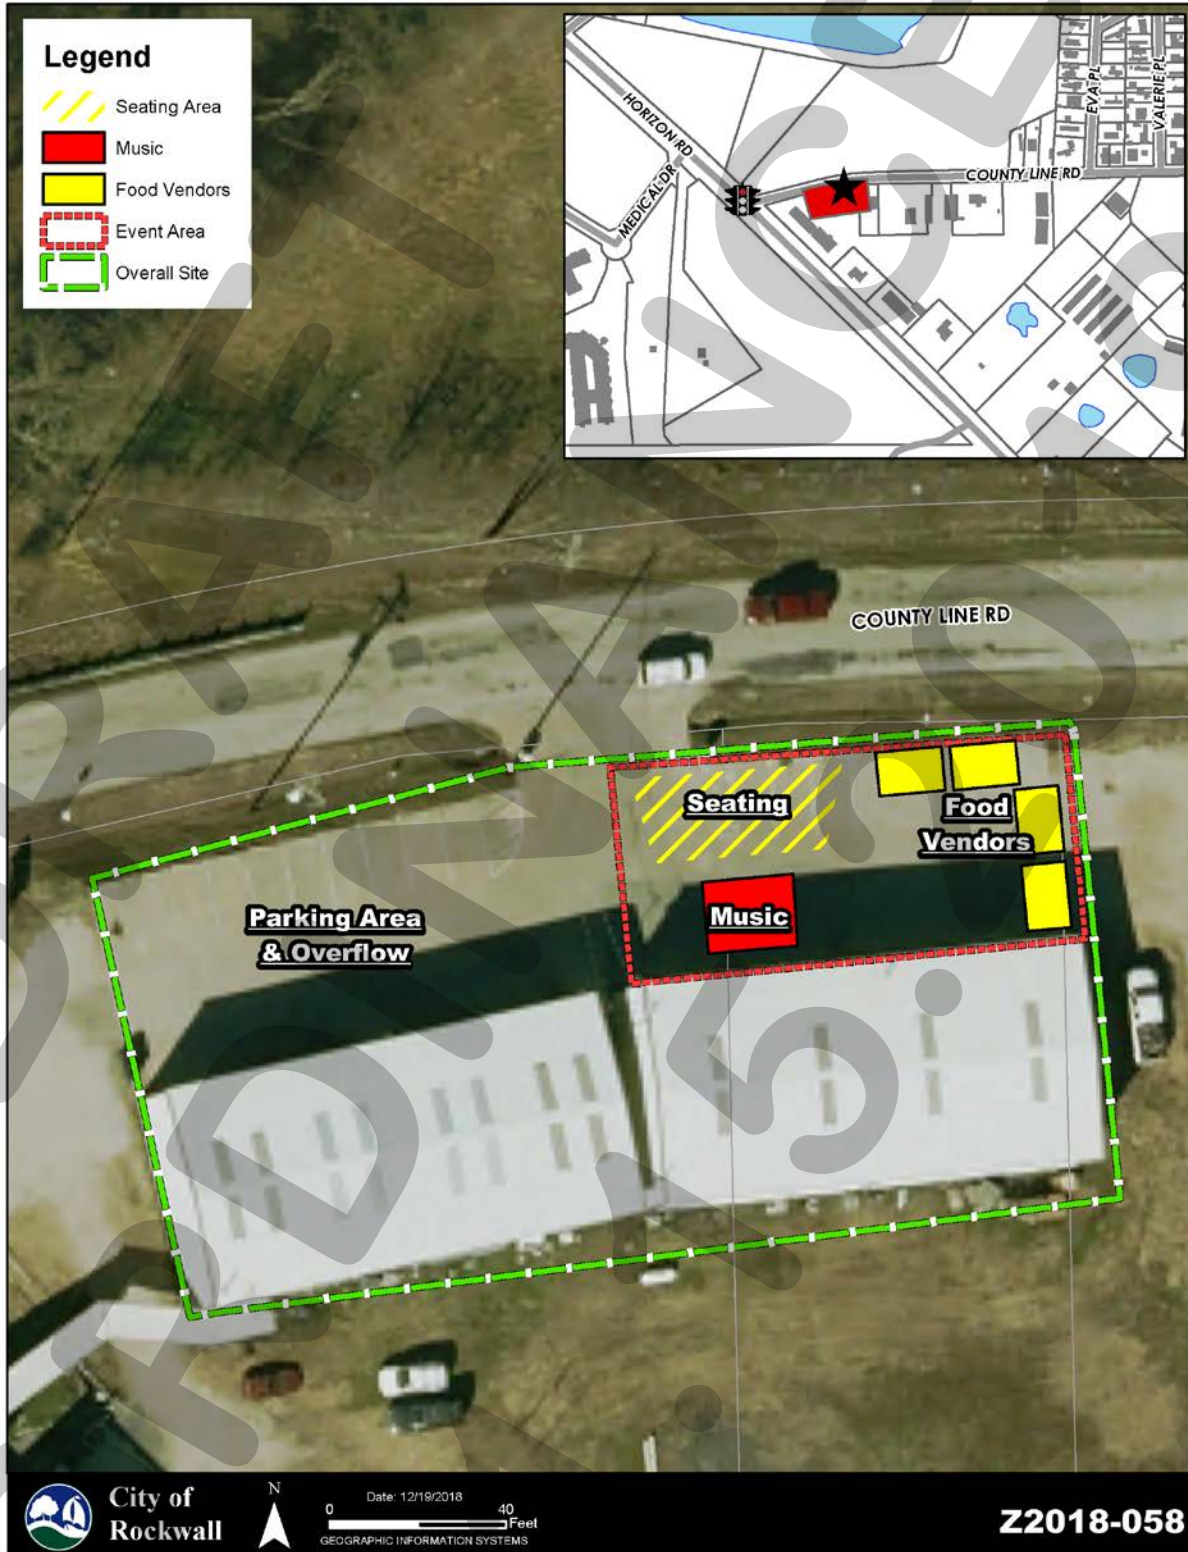 Legend
Seating Area
Music
Food Vendors
Event Area
Overall Site
HORIZON RD
MEDICAL DR
COUNTY LINE RD
EVA PL
VALERIE PL
COUNTY LINE RD
Seating
Food
Vendors
Music
Parking Area
& Overflow
City of
Rockwall
N
Date: 12/19/2018
0 40
Feet
GEOGRAPHIC INFORMATION SYSTEMS
Z2018-058
DRAFT